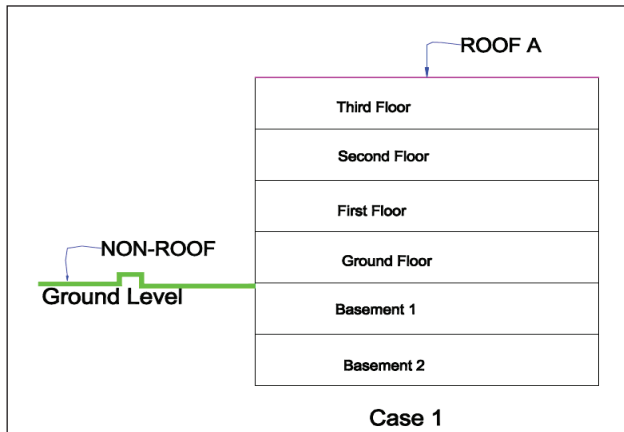 ROOF A
Third Floor
Second Floor
First Floor
NON-ROOF
Ground Floor
Ground Level
Basement 1
Basement 2
Case 1